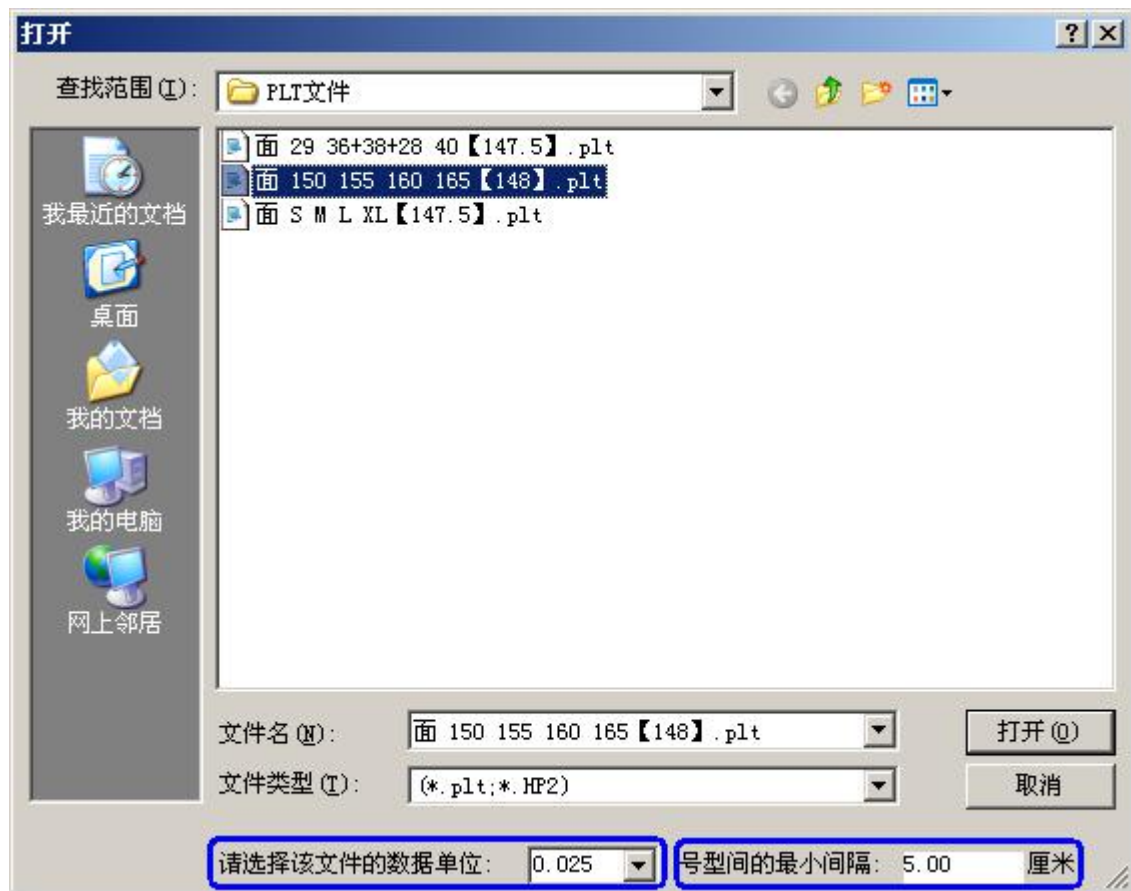 打开
查找范围(I): PLT文件
面 29 36+38+28 40【147.5】.plt
面 150 155 160 165【148】.plt
面 S M L XL【147.5】.plt
我最近的文档
桌面
我的文档
我的电脑
网上邻居
文件名(N): 面 150 155 160 165【148】.plt 打开(O)
文件类型(T): (*.plt;*.HP2) 取消
请选择该文件的数据单位: 0.025 号型间的最小间隔: 5.00 厘米